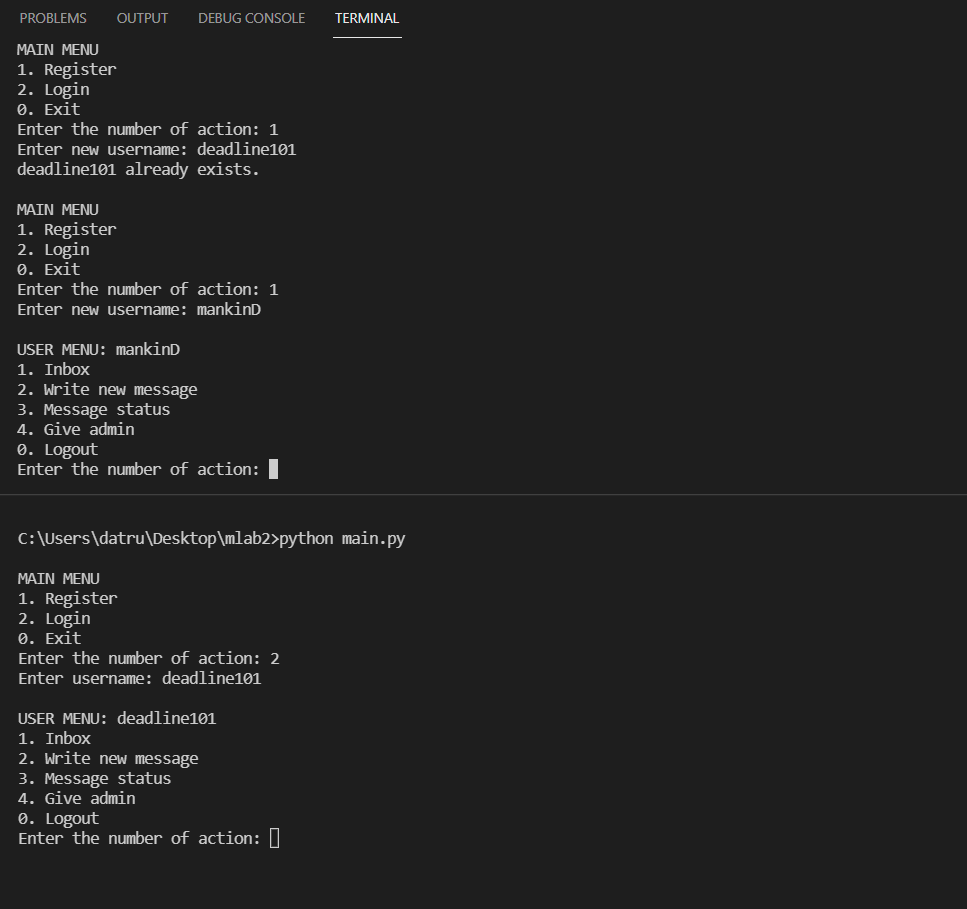 PROBLEMS OUTPUT DEBUG CONSOLE TERMINAL
MAIN MENU
1. Register
2. Login
0. Exit
Enter the number of action: 1
Enter new username: deadline101
deadline101 already exists.
MAIN MENU
1. Register
2. Login
0. Exit
Enter the number of action: 1
Enter new username: mankinD
USER MENU: mankinD
1. Inbox
2. Write new message
3. Message status
4. Give admin
0. Logout
Enter the number of action:
C:\Users\datru\Desktop\mlab2>python main.py
MAIN MENU
1. Register
2. Login
0. Exit
Enter the number of action: 2
Enter username: deadline101
USER MENU: deadline101
1. Inbox
2. Write new message
3. Message status
4. Give admin
0. Logout
Enter the number of action: